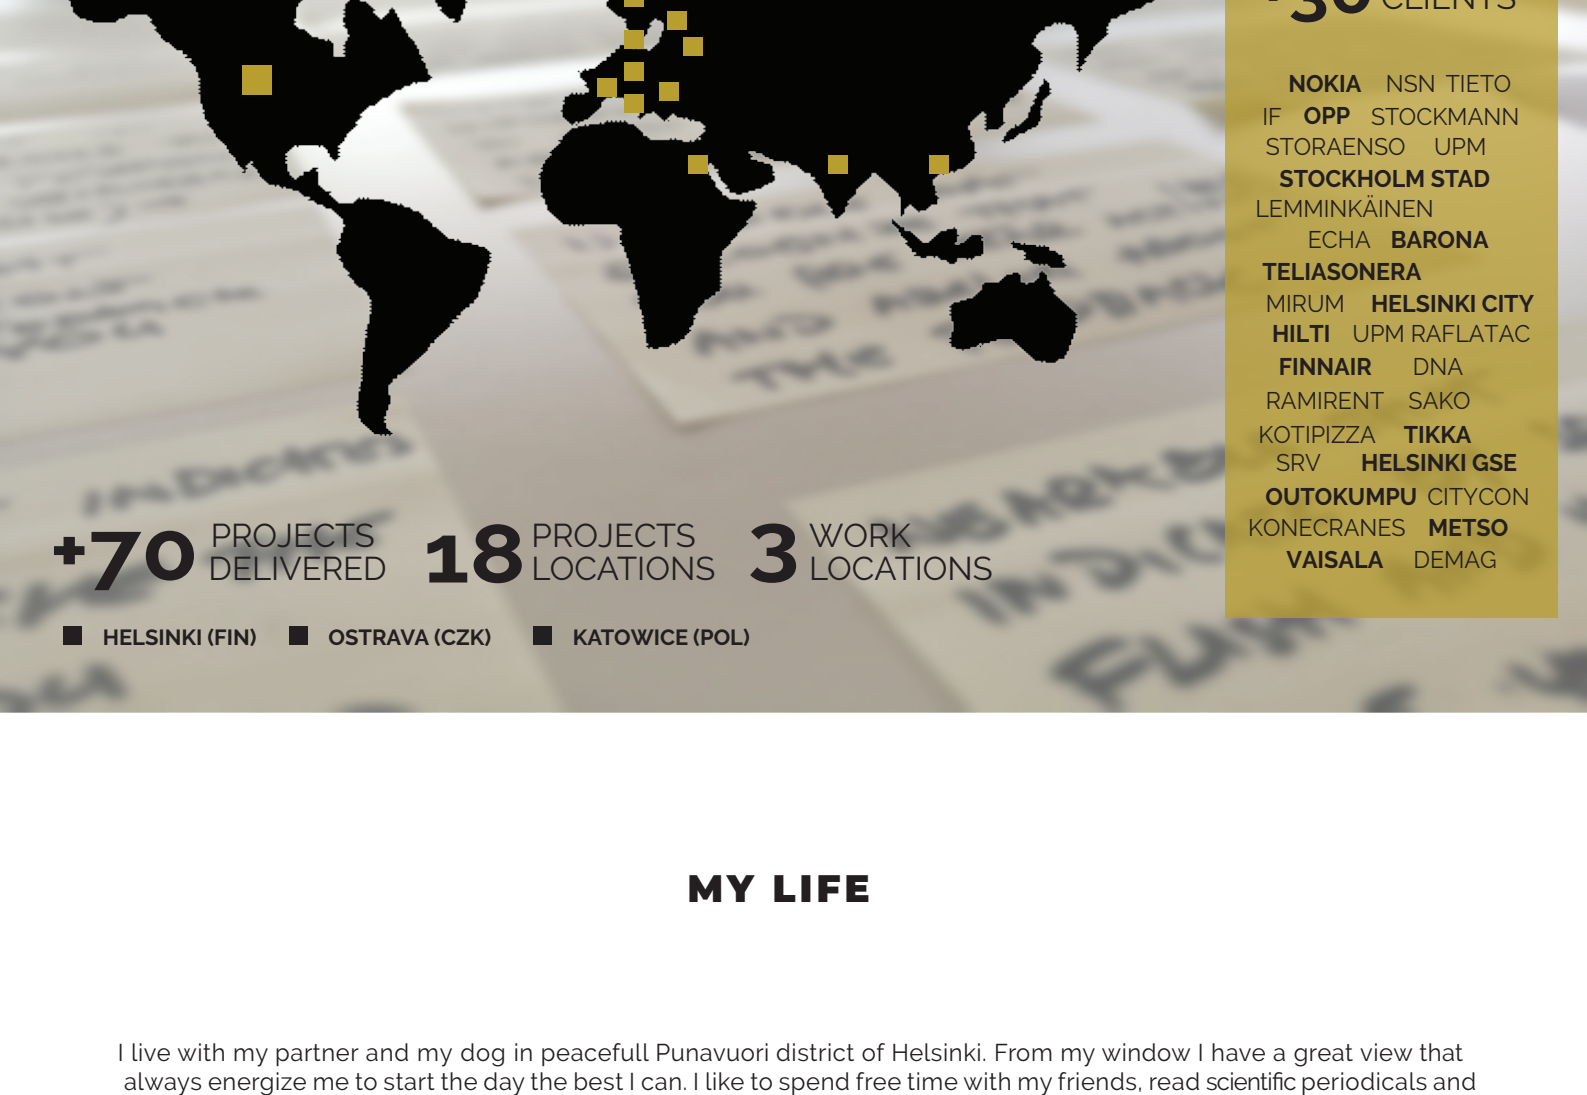 +30 CLIENTS
NOKIA NSN TIETO
IF OPP STOCKMANN
STORAENSO UPM
STOCKHOLM STAD
LEMMINKÄINEN
ECHA BARONA
TELIASONERA
MIRUM HELSINKI CITY
HILTI UPM RAFLATAC
FINNAIR DNA
RAMIRENT SAKO
KOTIPIZZA TIKKA
SRV HELSINKI GSE
OUTOKUMPU CITYCON
KONECRANES METSO
VAISALA DEMAG
+70 PROJECTS DELIVERED
18 PROJECTS LOCATIONS
3 WORK LOCATIONS
HELSINKI (FIN) OSTRAVA (CZK) KATOWICE (POL)
MY LIFE
I live with my partner and my dog in peacefull Punavuori district of Helsinki. From my window I have a great view that
always energize me to start the day the best I can. I like to spend free time with my friends, read scientific periodicals and